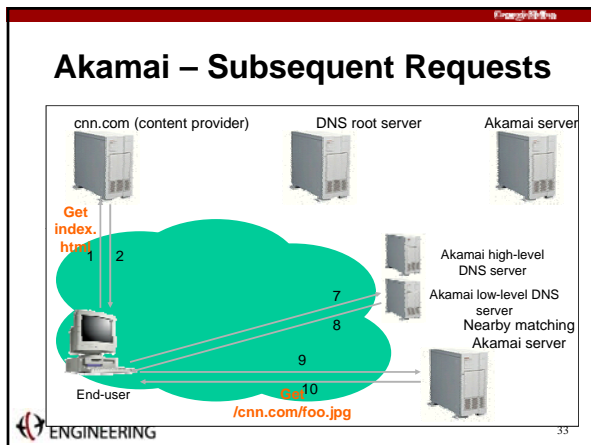 Carnegie Mellon
Akamai – Subsequent Requests
cnn.com (content provider)
DNS root server
Akamai server
Get
index.
html
1
2
Akamai high-level
DNS server
7
Akamai low-level DNS
server
8
Nearby matching
Akamai server
9
10
End-user
Get
/cnn.com/foo.jpg
ENGINEERING
33